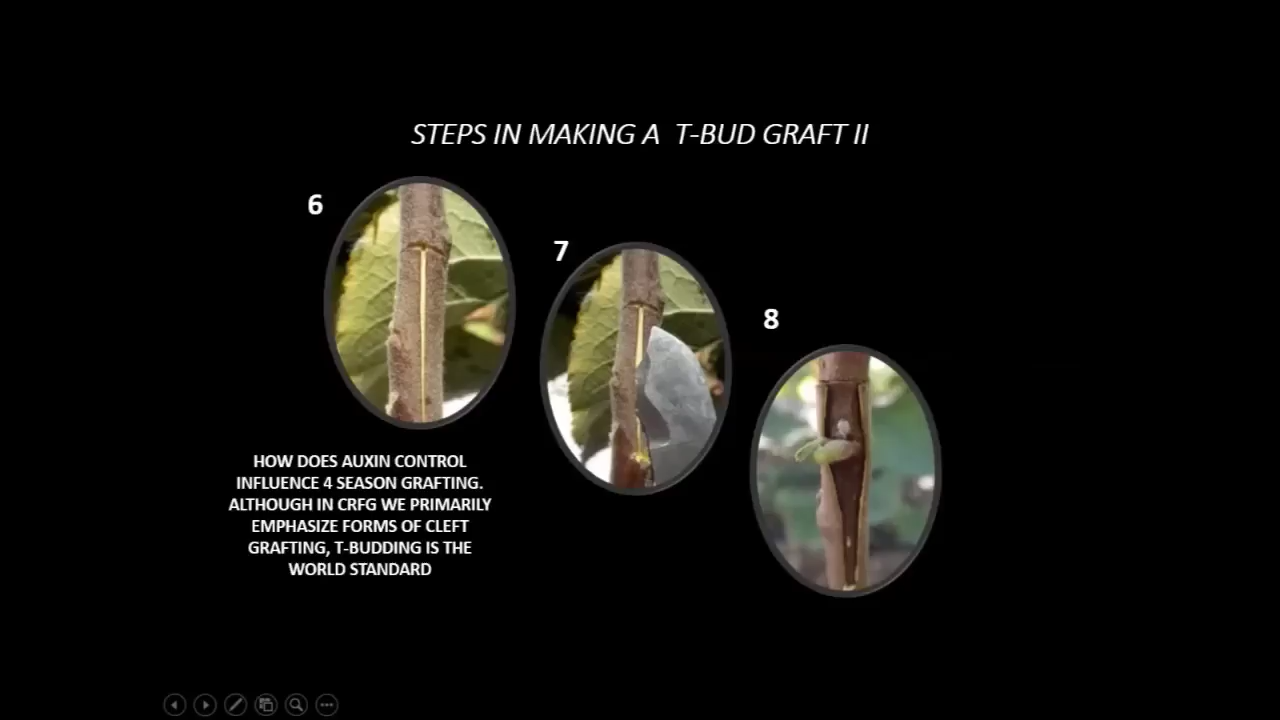 STEPS IN MAKING A T-BUD GRAFT II
6
7
8
HOW DOES AUXIN CONTROL
INFLUENCE 4 SEASON GRAFTING.
ALTHOUGH IN CRFG WE PRIMARILY
EMPHASIZE FORMS OF CLEFT
GRAFTING, T-BUDDING IS THE
WORLD STANDARD